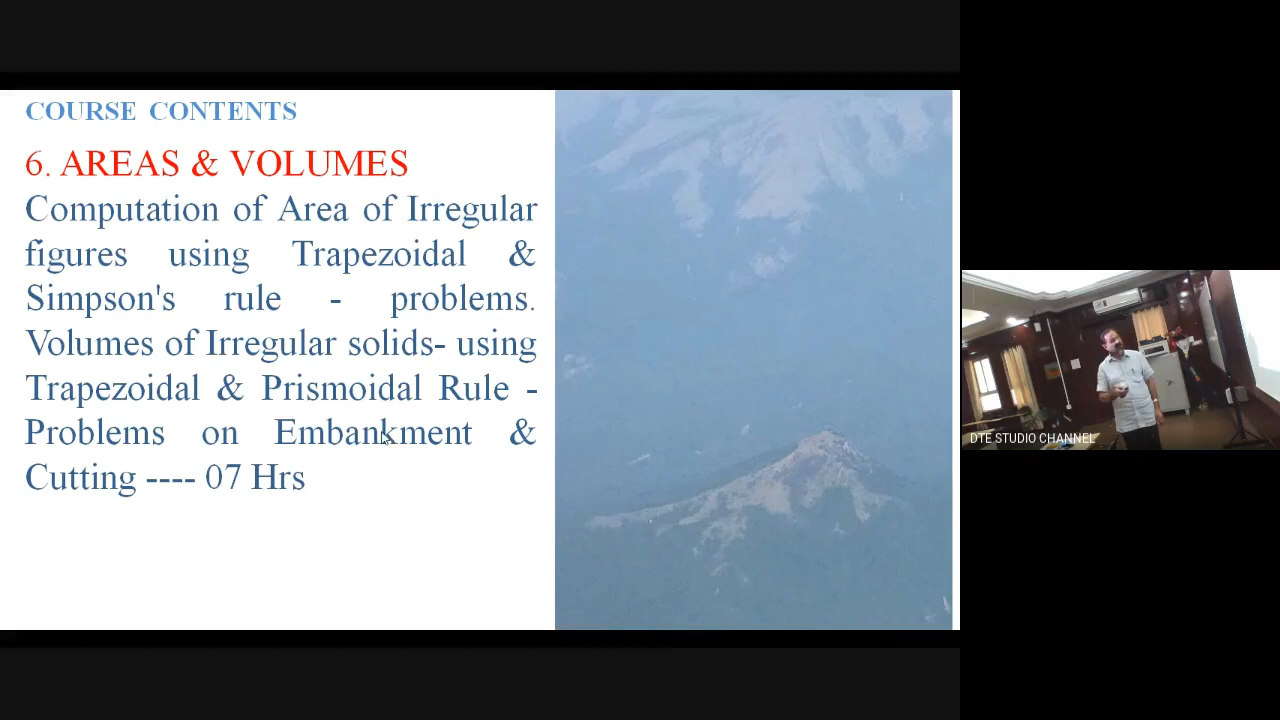 COURSE CONTENTS
6. AREAS & VOLUMES
Computation of Area of Irregular
figures using Trapezoidal &
Simpson's rule - problems.
Volumes of Irregular solids- using
Trapezoidal & Prismoidal Rule -
Problems on Embankment &
Cutting ---- 07 Hrs
DTE STUDIO CHANNEL